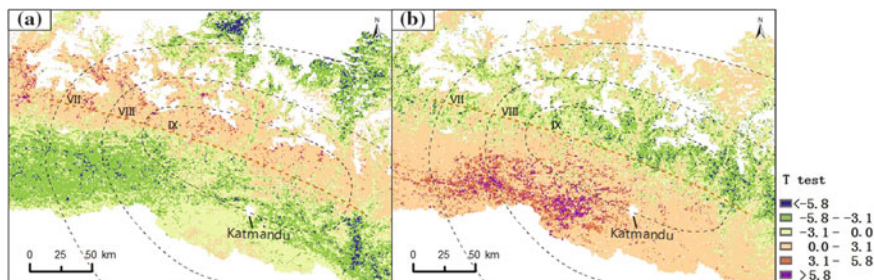 (a)
N
VII
VIII
IX
Katmandu
0 25 50 km
(b)
N
VII
VIII
IX
Katmandu
0 25 50 km
T test
<-5.8
-5.8--3.1
-3.1- 0.0
0.0- 3.1
3.1- 5.8
>5.8